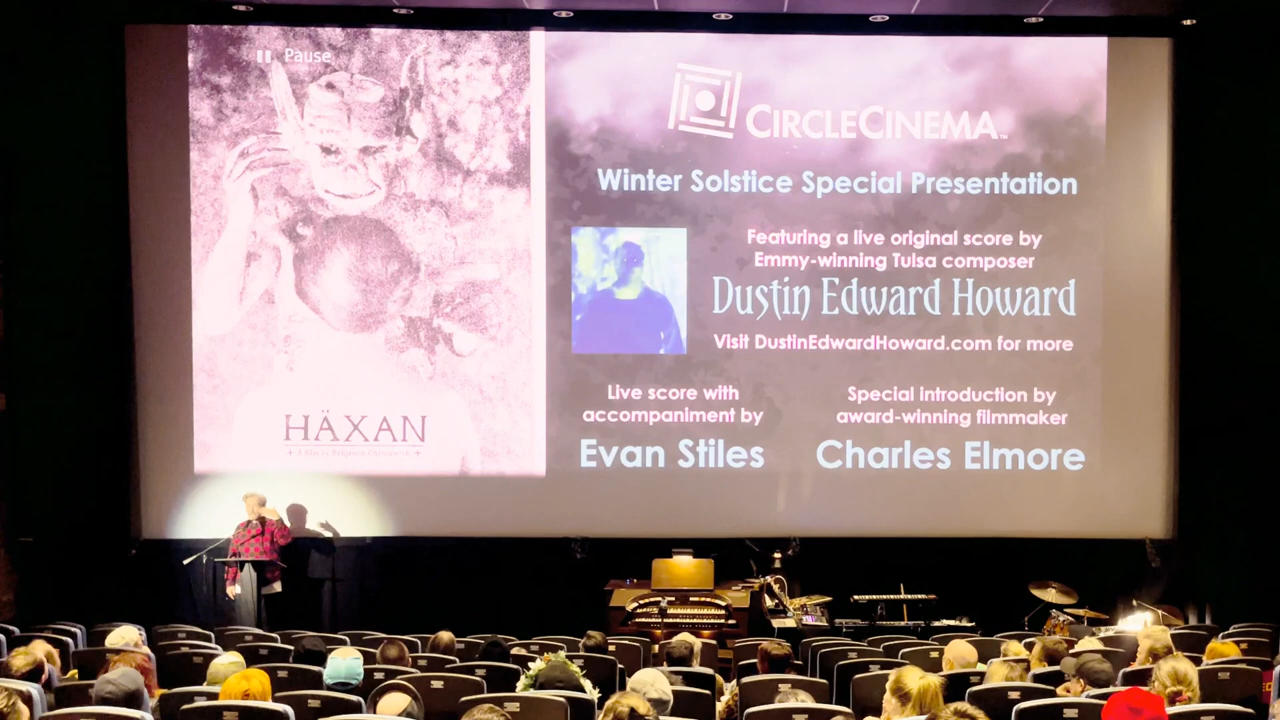 Pause
HÄXAN
CIRCLECINEMA™
Winter Solstice Special Presentation
Featuring a live original score by
Emmy-winning Tulsa composer
Dustin Edward Howard
Visit DustinEdwardHoward.com for more
Live score with
accompaniment by
Evan Stiles
Special introduction by
award-winning filmmaker
Charles Elmore